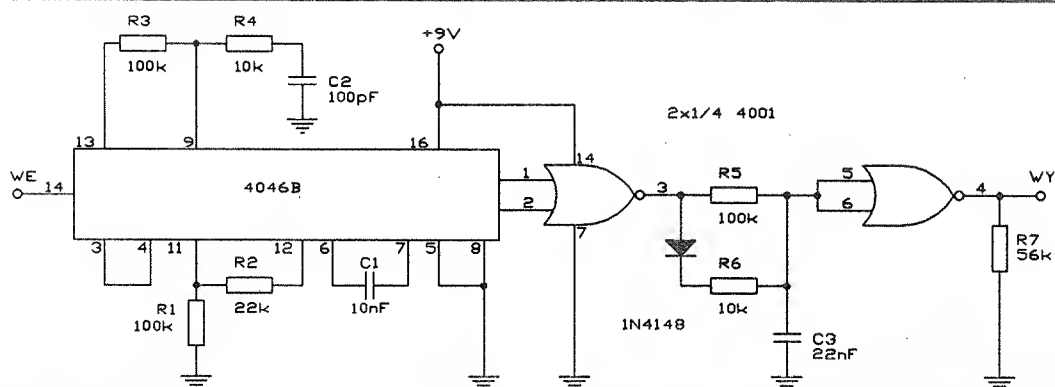 R3
R4
100k
10k
C2
100pF
+9V
2x1/4 4001
13
9
16
14
WE
14
4046B
1
2
3
R5
100k
5
6
4
WY
7
3
4
11
12
6
7
5
8
R2
22k
C1
10nF
R6
10k
R7
56k
R1
100k
1N4148
C3
22nF